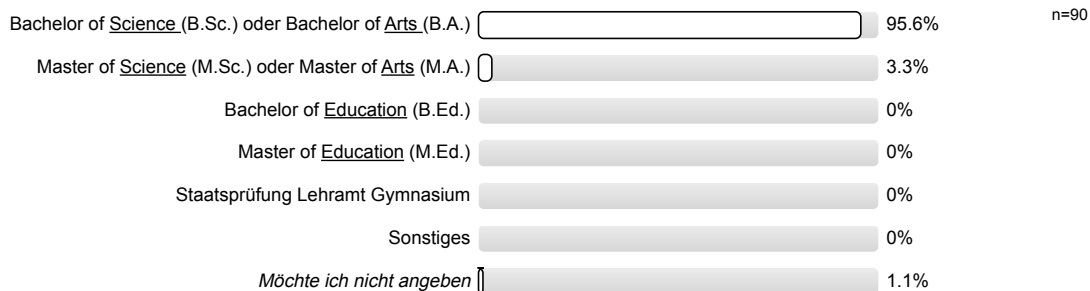 Bachelor of Science (B.Sc.) oder Bachelor of Arts (B.A.) 95.6% n=90
Master of Science (M.Sc.) oder Master of Arts (M.A.) 3.3%
Bachelor of Education (B.Ed.) 0%
Master of Education (M.Ed.) 0%
Staatsprüfung Lehramt Gymnasium 0%
Sonstiges 0%
Möchte ich nicht angeben 1.1%